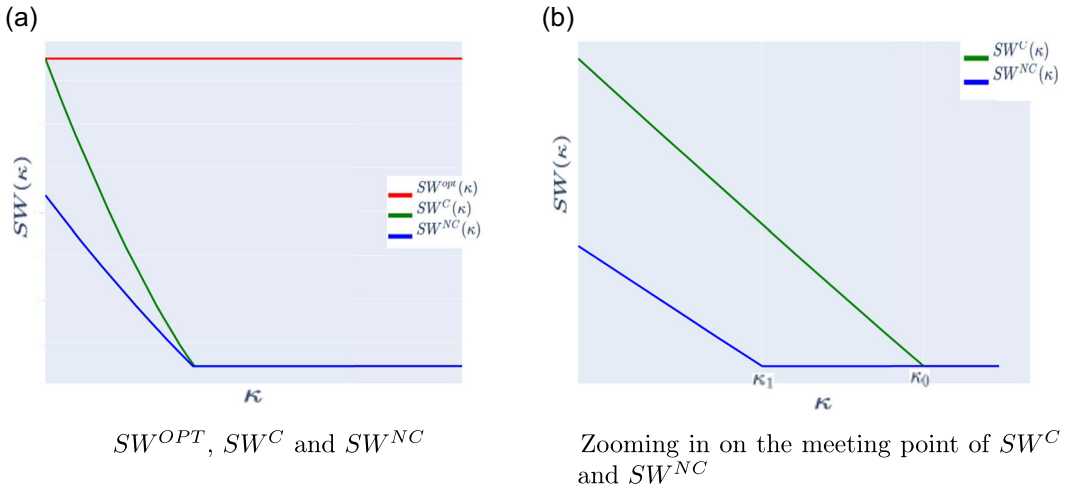 (a)
SW(κ)
SW^{opt}(κ)
SW^{C}(κ)
SW^{NC}(κ)
κ
SW^{OPT}, SW^{C} and SW^{NC}
(b)
SW(κ)
SW^{C}(κ)
SW^{NC}(κ)
κ_1
κ_0
κ
Zooming in on the meeting point of SW^{C}
and SW^{NC}